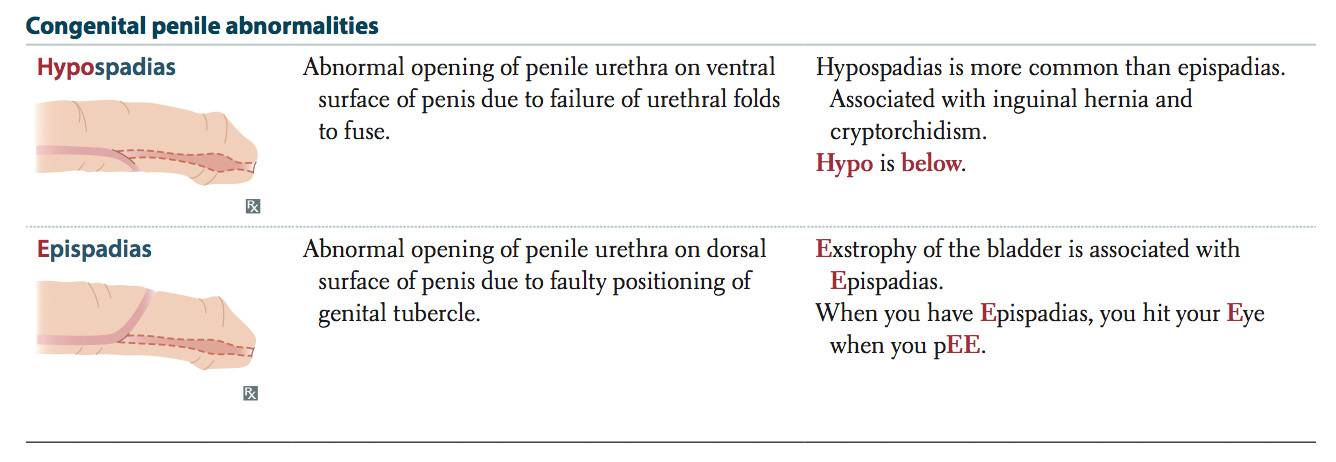 Congenital penile abnormalities
Hypospadias
Abnormal opening of penile urethra on ventral
surface of penis due to failure of urethral folds
to fuse.
Hypospadias is more common than epispadias.
Associated with inguinal hernia and
cryptorchidism.
Hypo is below.
℞
Epispadias
Abnormal opening of penile urethra on dorsal
surface of penis due to faulty positioning of
genital tubercle.
Exstrophy of the bladder is associated with
Epispadias.
When you have Epispadias, you hit your Eye
when you pEE.
℞